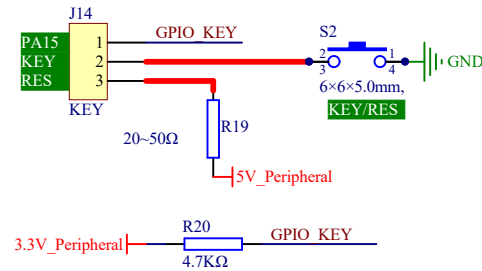 J14
PA15 1 GPIO_KEY
KEY 2
RES 3
KEY
S2
2 1
3 4
GND
6×6×5.0mm,
KEY/RES
20~50Ω
R19
5V_Peripheral
R20
3.3V_Peripheral
GPIO_KEY
4.7KΩ